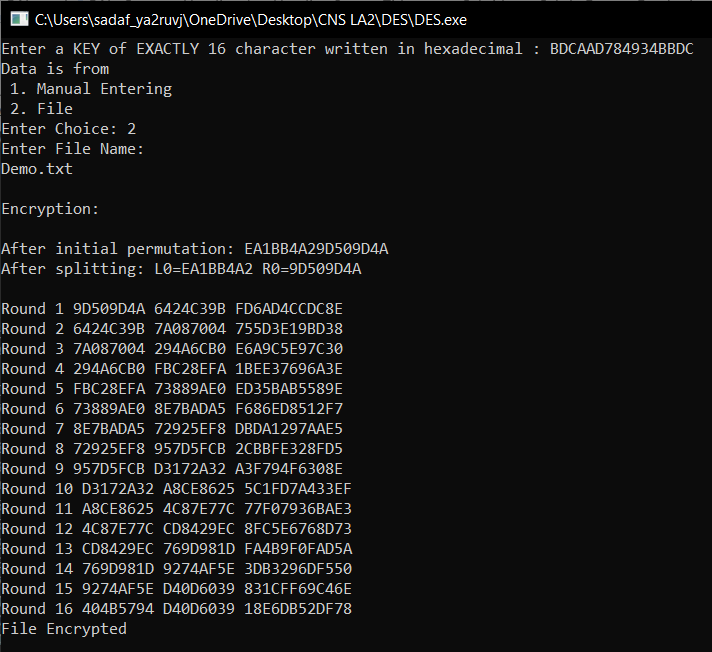 C:\Users\sadaf_ya2ruvj\OneDrive\Desktop\CNS LA2\DES\DES.exe
Enter a KEY of EXACTLY 16 character written in hexadecimal : BDCAAD784934BBDC
Data is from
1. Manual Entering
2. File
Enter Choice: 2
Enter File Name:
Demo.txt
Encryption:
After initial permutation: EA1BB4A29D509D4A
After splitting: L0=EA1BB4A2 R0=9D509D4A
Round 1 9D509D4A 6424C39B FD6AD4CCDC8E
Round 2 6424C39B 7A087004 755D3E19BD38
Round 3 7A087004 294A6CB0 E6A9C5E97C30
Round 4 294A6CB0 FBC28EFA 1BEE37696A3E
Round 5 FBC28EFA 73889AE0 ED35BAB5589E
Round 6 73889AE0 8E7BADA5 F686ED8512F7
Round 7 8E7BADA5 72925EF8 DBDA1297AAE5
Round 8 72925EF8 957D5FCB 2CBBFE328FD5
Round 9 957D5FCB D3172A32 A3F794F6308E
Round 10 D3172A32 A8CE8625 5C1FD7A433EF
Round 11 A8CE8625 4C87E77C 77F07936BAE3
Round 12 4C87E77C CD8429EC 8FC5E6768D73
Round 13 CD8429EC 769D981D FA4B9F0FAD5A
Round 14 769D981D 9274AF5E 3DB3296DF550
Round 15 9274AF5E D40D6039 831CFF69C46E
Round 16 404B5794 D40D6039 18E6DB52DF78
File Encrypted